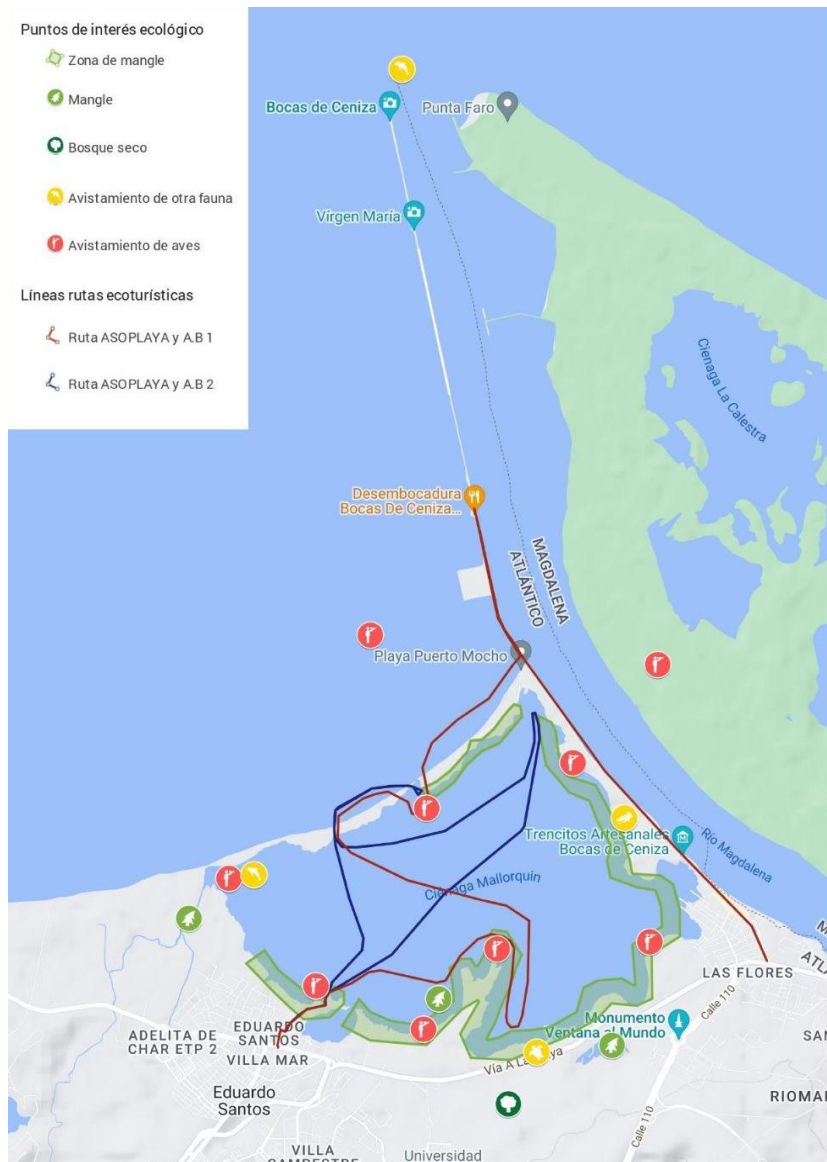 Puntos de interés ecológico
Zona de mangle
Mangle
Bosque seco
Avistamiento de otra fauna
Avistamiento de aves
Líneas rutas ecoturísticas
Ruta ASOPLAYA y A.B 1
Ruta ASOPLAYA y A.B 2
Bocas de Ceniza
Punta Faro
Virgen María
Cienaga La Calestra
Desembocadura
Bocas De Ceniza...
MAGDALENA
ATLÁNTICO
Playa Puerto Mocho
Trencitos Artesanales
Bocas de Ceniza
Río Magdalena
Ciénaga Mallorquín
LAS FLORES
Calle 110
Monumento
Ventana al Mundo
ADELITA DE
CHAR ETP 2
EDUARDO
SANTOS
VILLA MAR
Eduardo
Santos
RIOMA
Calle 110
VILLA
Universidad